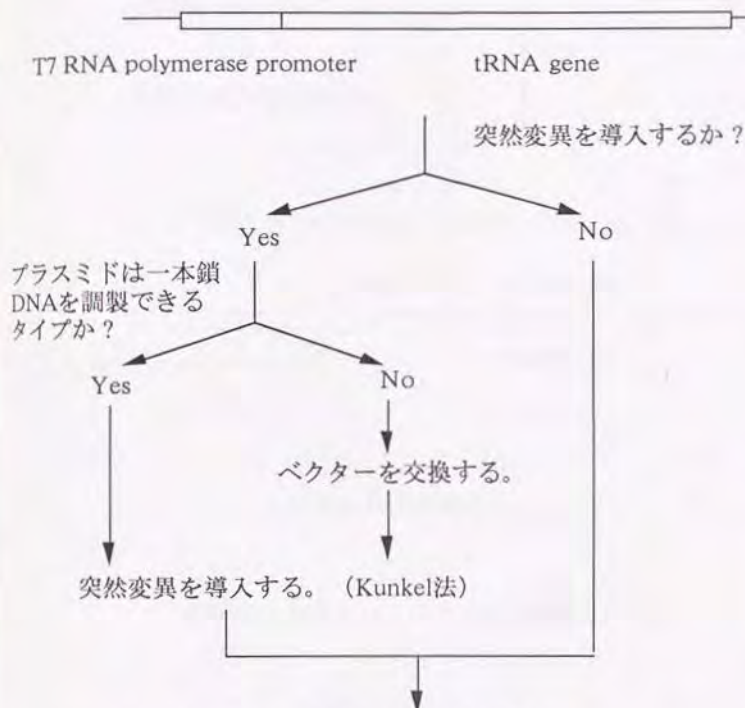 T7 RNA polymerase promoter
tRNA gene
突然変異を導入するか？
Yes
No
プラスミドは一本鎖
DNAを調製できる
タイプか？
Yes
No
ベクターを交換する。
突然変異を導入する。（Kunkel法）